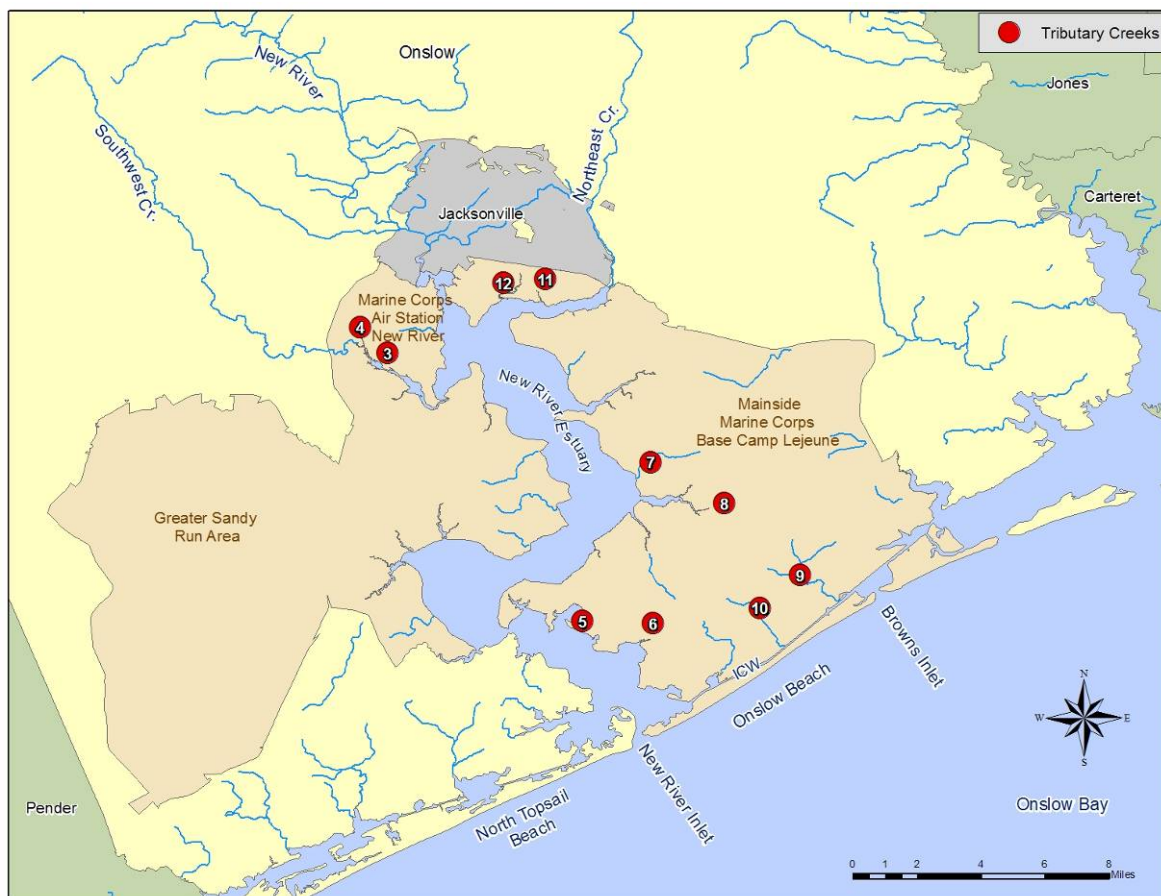 Tributary Creeks
Onslow
New River
Jones
Southwest Cr.
Northeast Cr.
Carteret
Jacksonville
12
11
Marine Corps
Air Station
New River
4
3
New River Estuary
Mainside
Marine Corps
Base Camp Lejeune
7
8
Greater Sandy
Run Area
9
10
5
6
ICW
Onslow Beach
Browns Inlet
New River Inlet
North Topsail
Beach
Pender
Onslow Bay
N
W
E
S
0 1 2 4 6 8
Miles